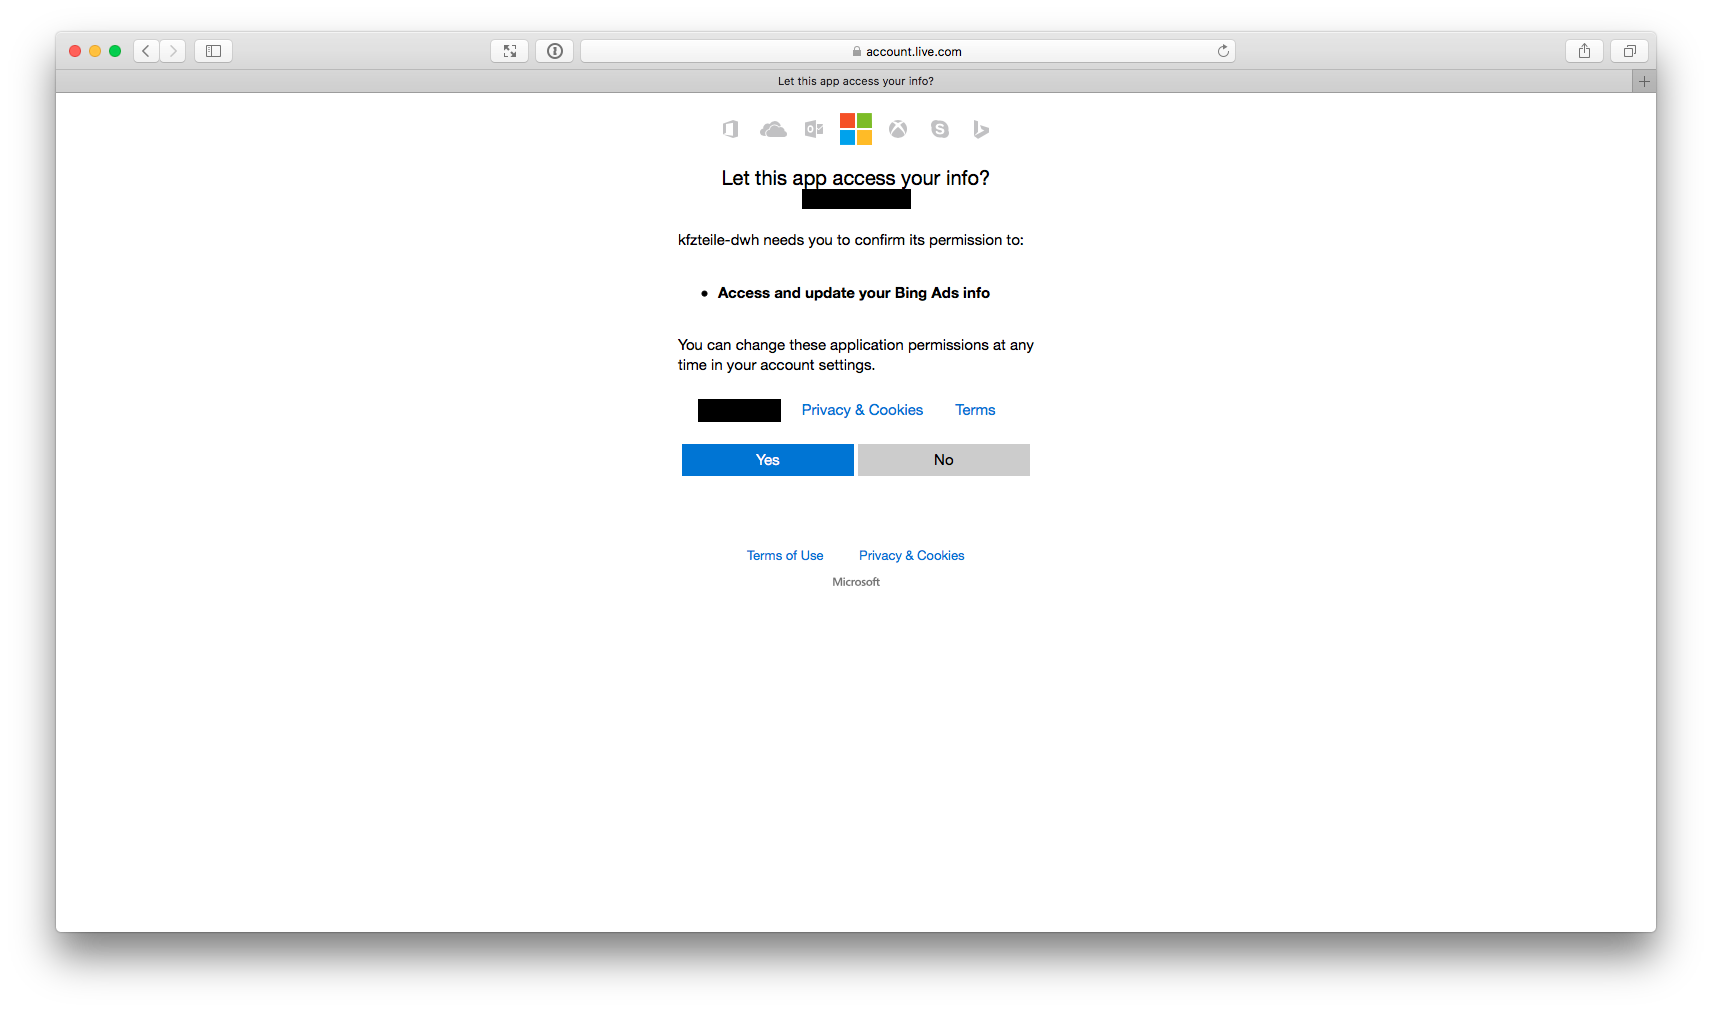 account.live.com
Let this app access your info?
Let this app access your info?
kfzteile-dwh needs you to confirm its permission to:
• Access and update your Bing Ads info
You can change these application permissions at any
time in your account settings.
Privacy & Cookies Terms
Yes No
Terms of Use Privacy & Cookies
Microsoft